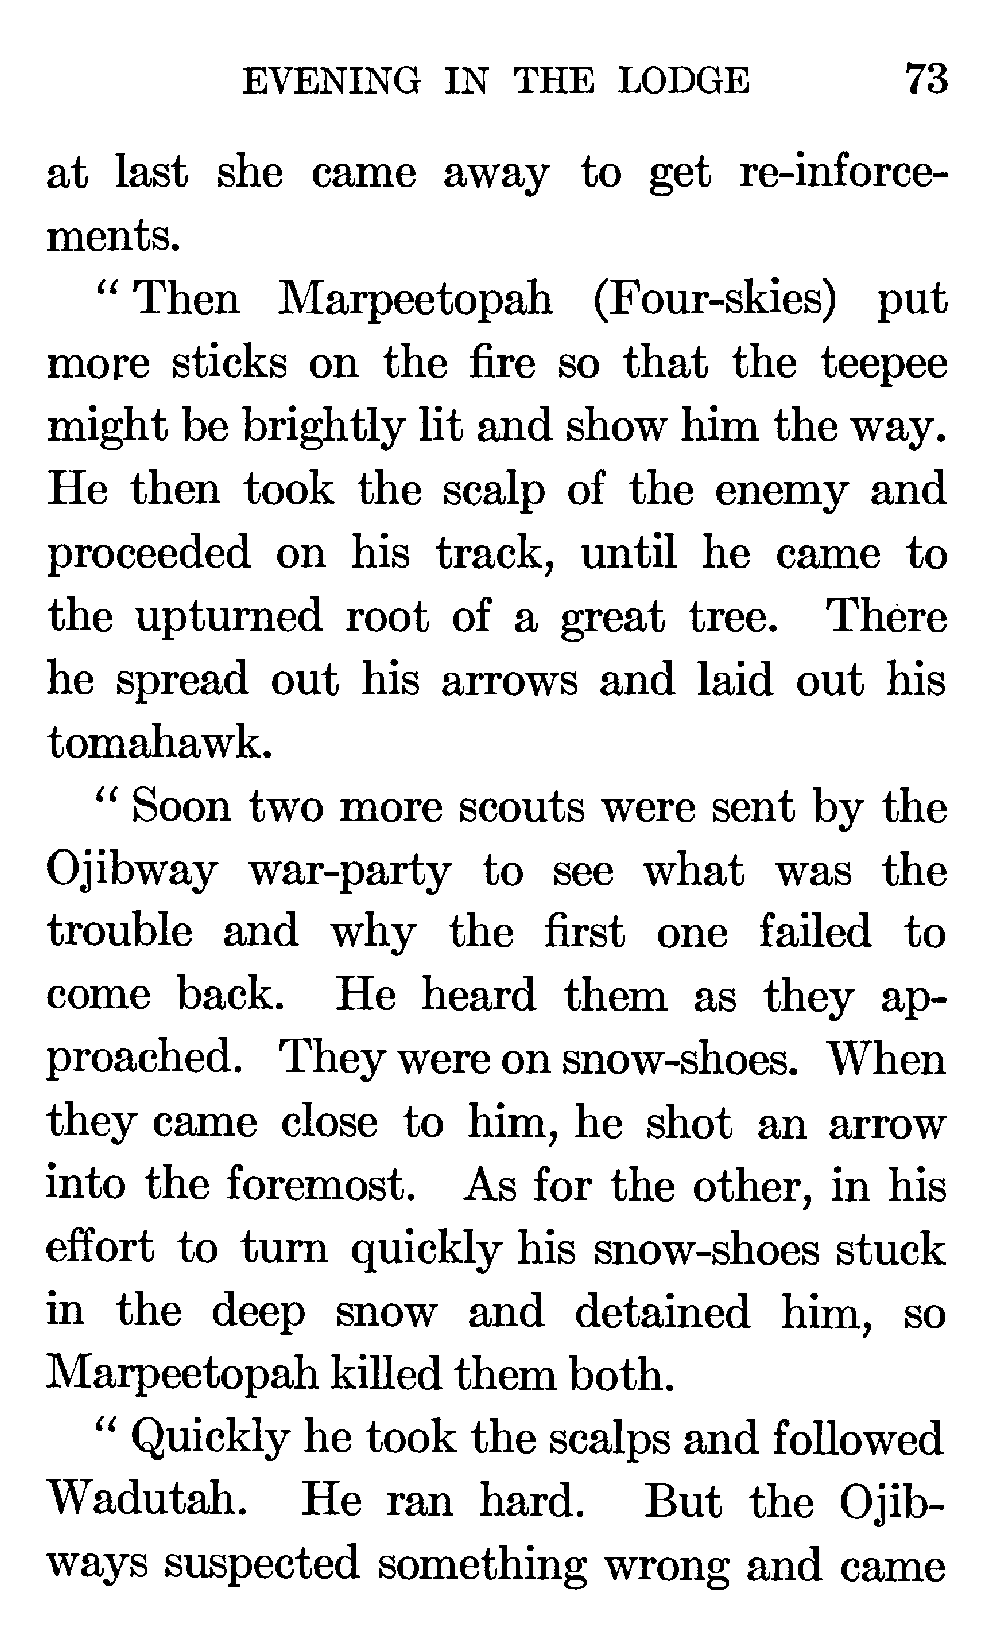 EVENING IN THE LODGE 73
at last she came away to get re-inforce-
ments.
“ Then Marpeetopah (Four-skies) put
more sticks on the fire so that the teepee
might be brightly lit and show him the way.
He then took the scalp of the enemy and
proceeded on his track, until he came to
the upturned root of a great tree. There
he spread out his arrows and laid out his
tomahawk.
“ Soon two more scouts were sent by the
Ojibway war-party to see what was the
trouble and why the first one failed to
come back. He heard them as they ap-
proached. They were on snow-shoes. When
they came close to him, he shot an arrow
into the foremost. As for the other, in his
effort to turn quickly his snow-shoes stuck
in the deep snow and detained him, so
Marpeetopah killed them both.
“ Quickly he took the scalps and followed
Wadutah. He ran hard. But the Ojib-
ways suspected something wrong and came